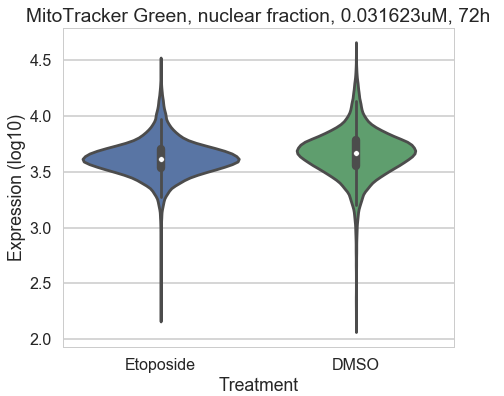 MitoTracker Green, nuclear fraction, 0.031623uM, 72h
4.5
4.0
3.5
3.0
2.5
2.0
Expression (log10)
Etoposide DMSO
Treatment